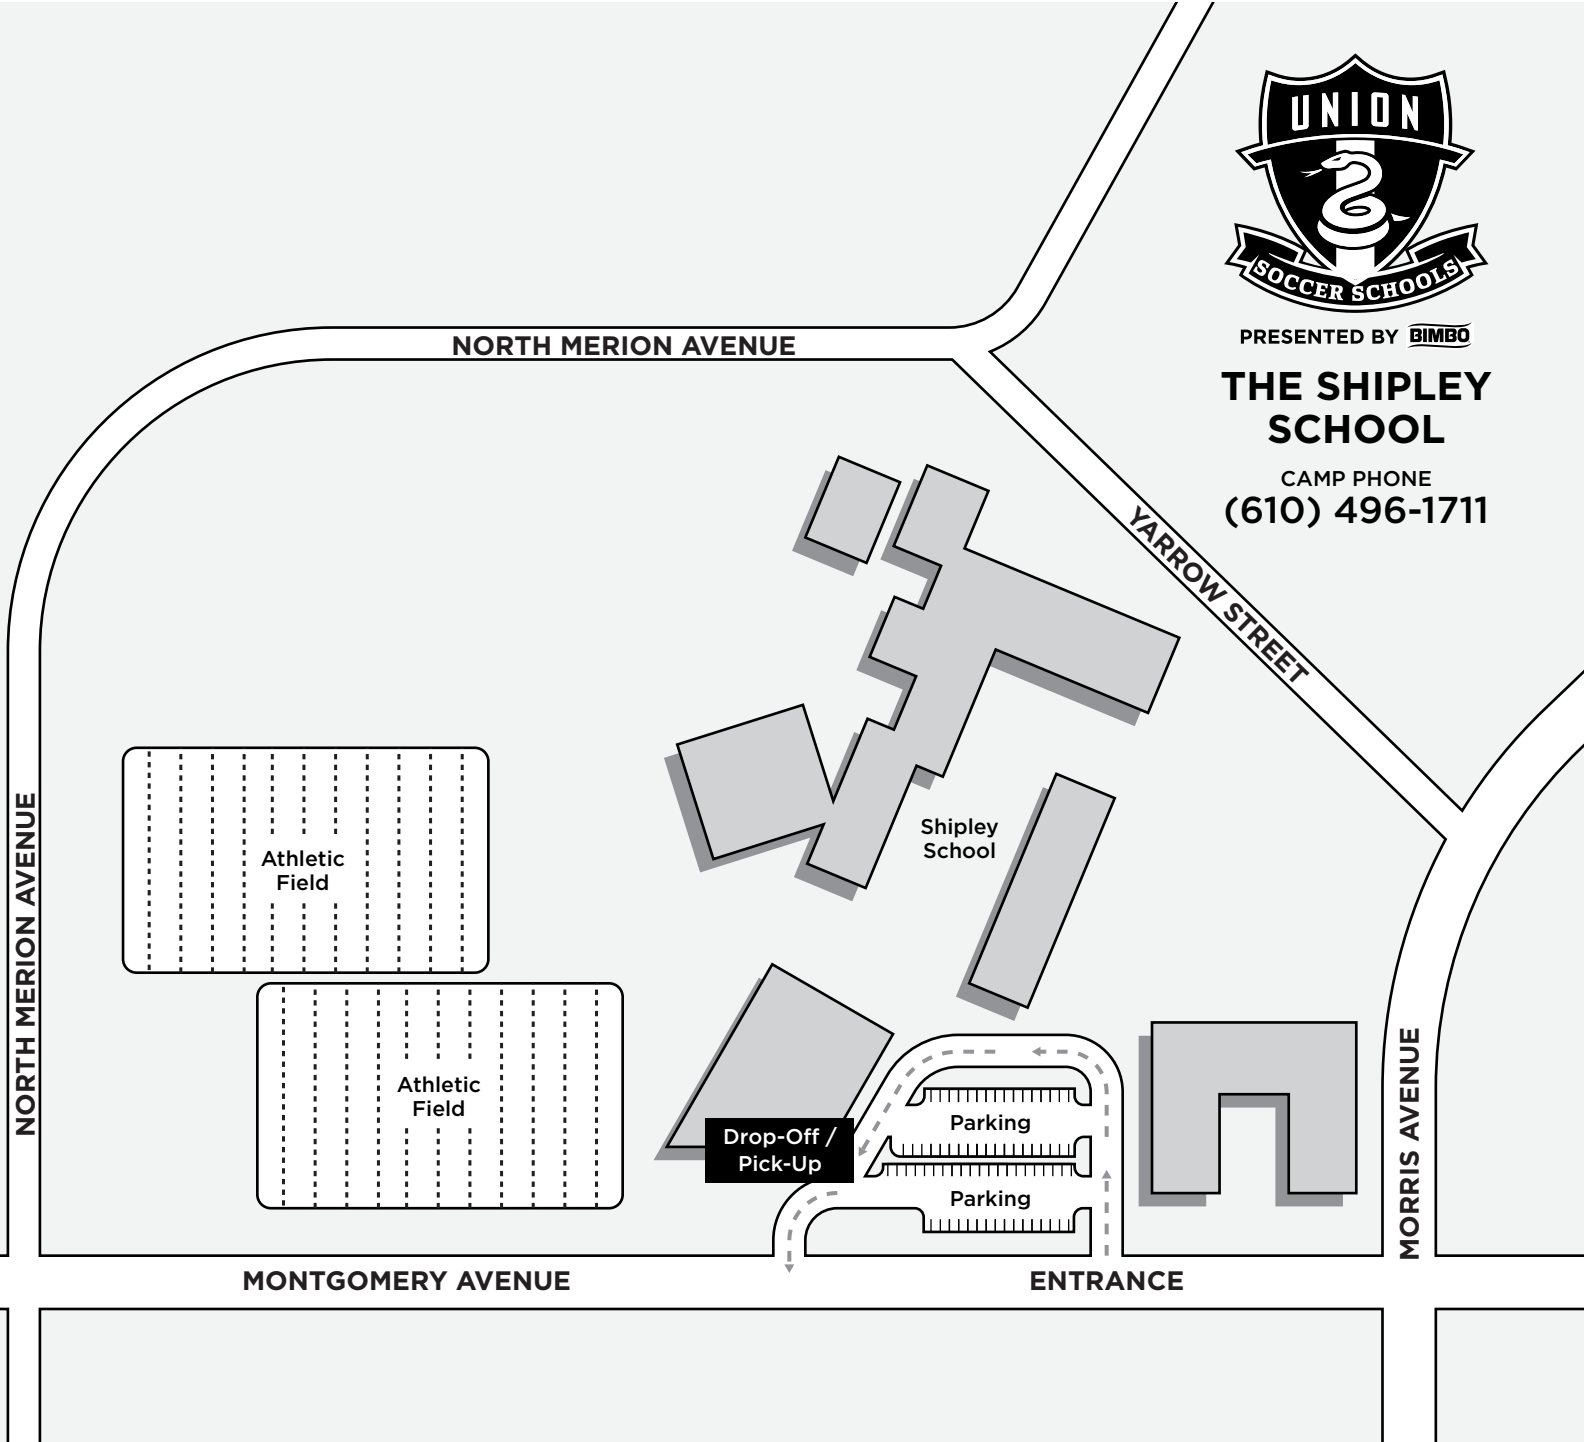 UNION
SOCCER SCHOOLS
PRESENTED BY BIMBO
THE SHIPLEY
SCHOOL
CAMP PHONE
(610) 496-1711
NORTH MERION AVENUE
YARROW STREET
NORTH MERION AVENUE
Athletic
Field
Shipley
School
Athletic
Field
Drop-Off /
Pick-Up
Parking
Parking
MORRIS AVENUE
MONTGOMERY AVENUE
ENTRANCE